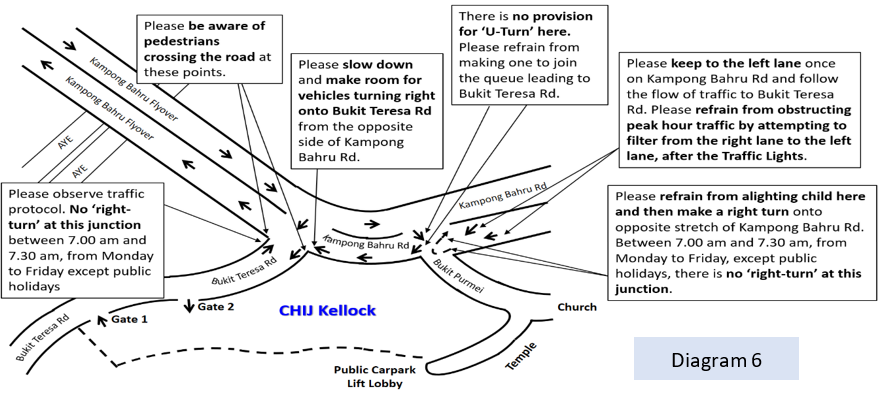 Please be aware of
pedestrians
crossing the road at
these points.
There is no provision
for ‘U-Turn’ here.
Please refrain from
making one to join
the queue leading to
Bukit Teresa Rd.
Please slow down
and make room for
vehicles turning right
onto Bukit Teresa Rd
from the opposite
side of Kampong
Bahru Rd.
Please keep to the left lane once
on Kampong Bahru Rd and follow
the flow of traffic to Bukit Teresa
Rd. Please refrain from obstructing
peak hour traffic by attempting to
filter from the right lane to the left
lane, after the Traffic Lights.
Kampong Bahru Flyover
Kampong Bahru Flyover
AYE
AYE
Please observe traffic
protocol. No ‘right-
turn’ at this junction
between 7.00 am and
7.30 am, from Monday
to Friday except public
holidays
Kampong Bahru Rd
Kampong Bahru Rd
Please refrain from alighting child here
and then make a right turn onto
opposite stretch of Kampong Bahru Rd.
Between 7.00 am and 7.30 am, from
Monday to Friday, except public
holidays, there is no ‘right-turn’ at this
junction.
Bukit Teresa Rd
Bukit Purmei
Bukit Teresa Rd
Gate 1
Gate 2
CHIJ Kellock
Church
Temple
Public Carpark
Lift Lobby
Diagram 6